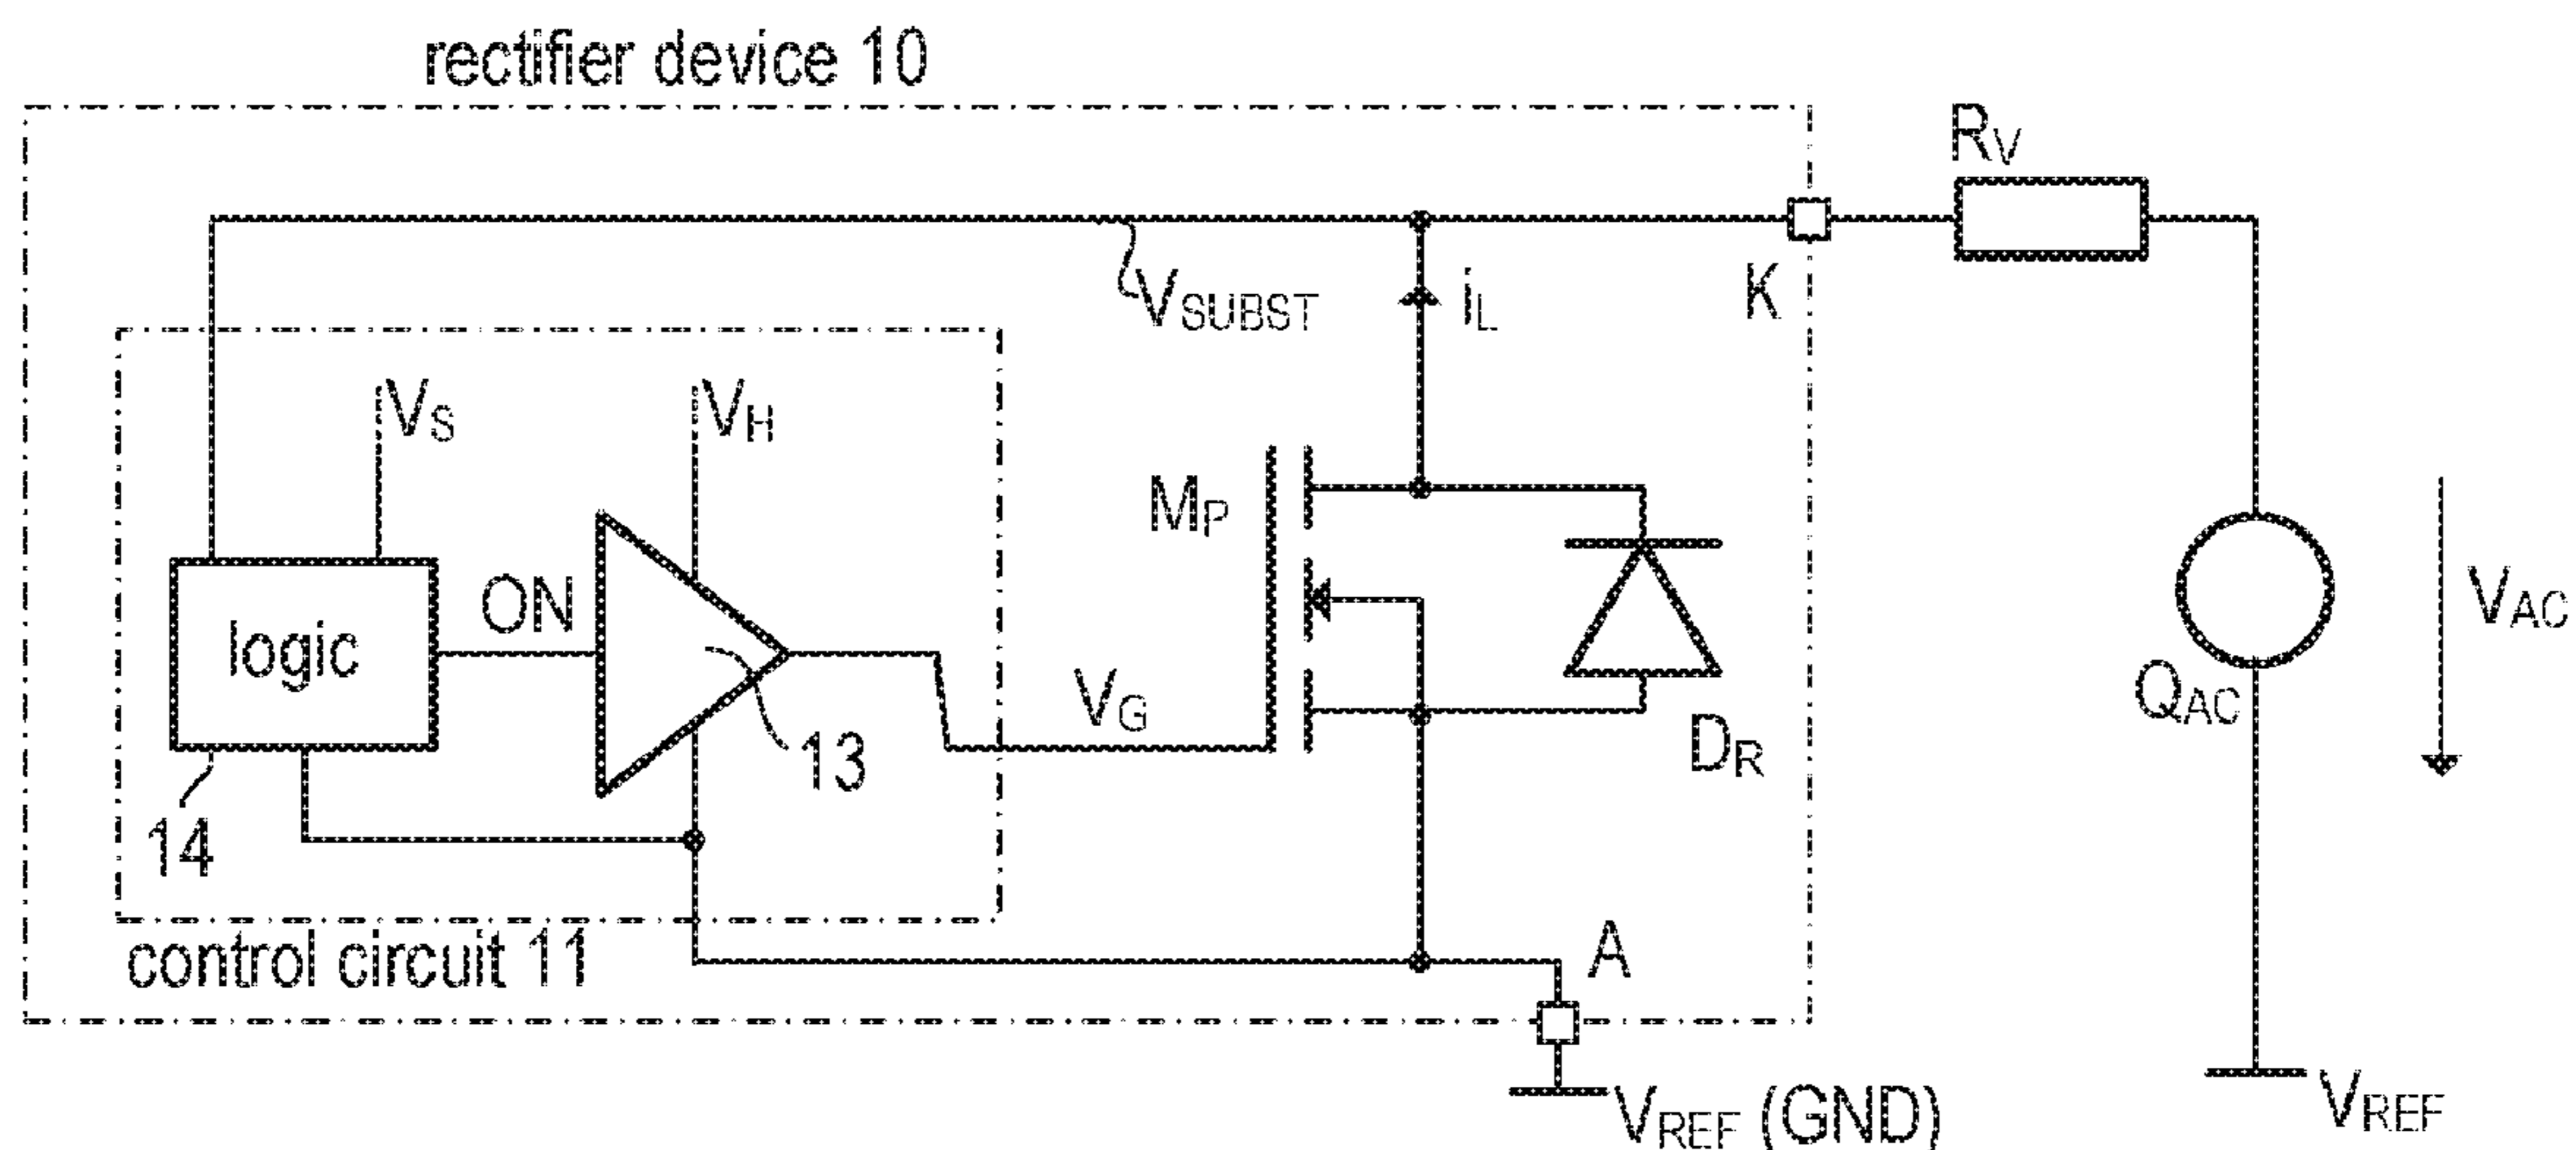 rectifier device 10
RV
VSUBST
iL
K
VS
VH
MP
ON
logic
VAC
QAC
VG
13
DR
14
A
control circuit 11
VREF (GND)
VREF